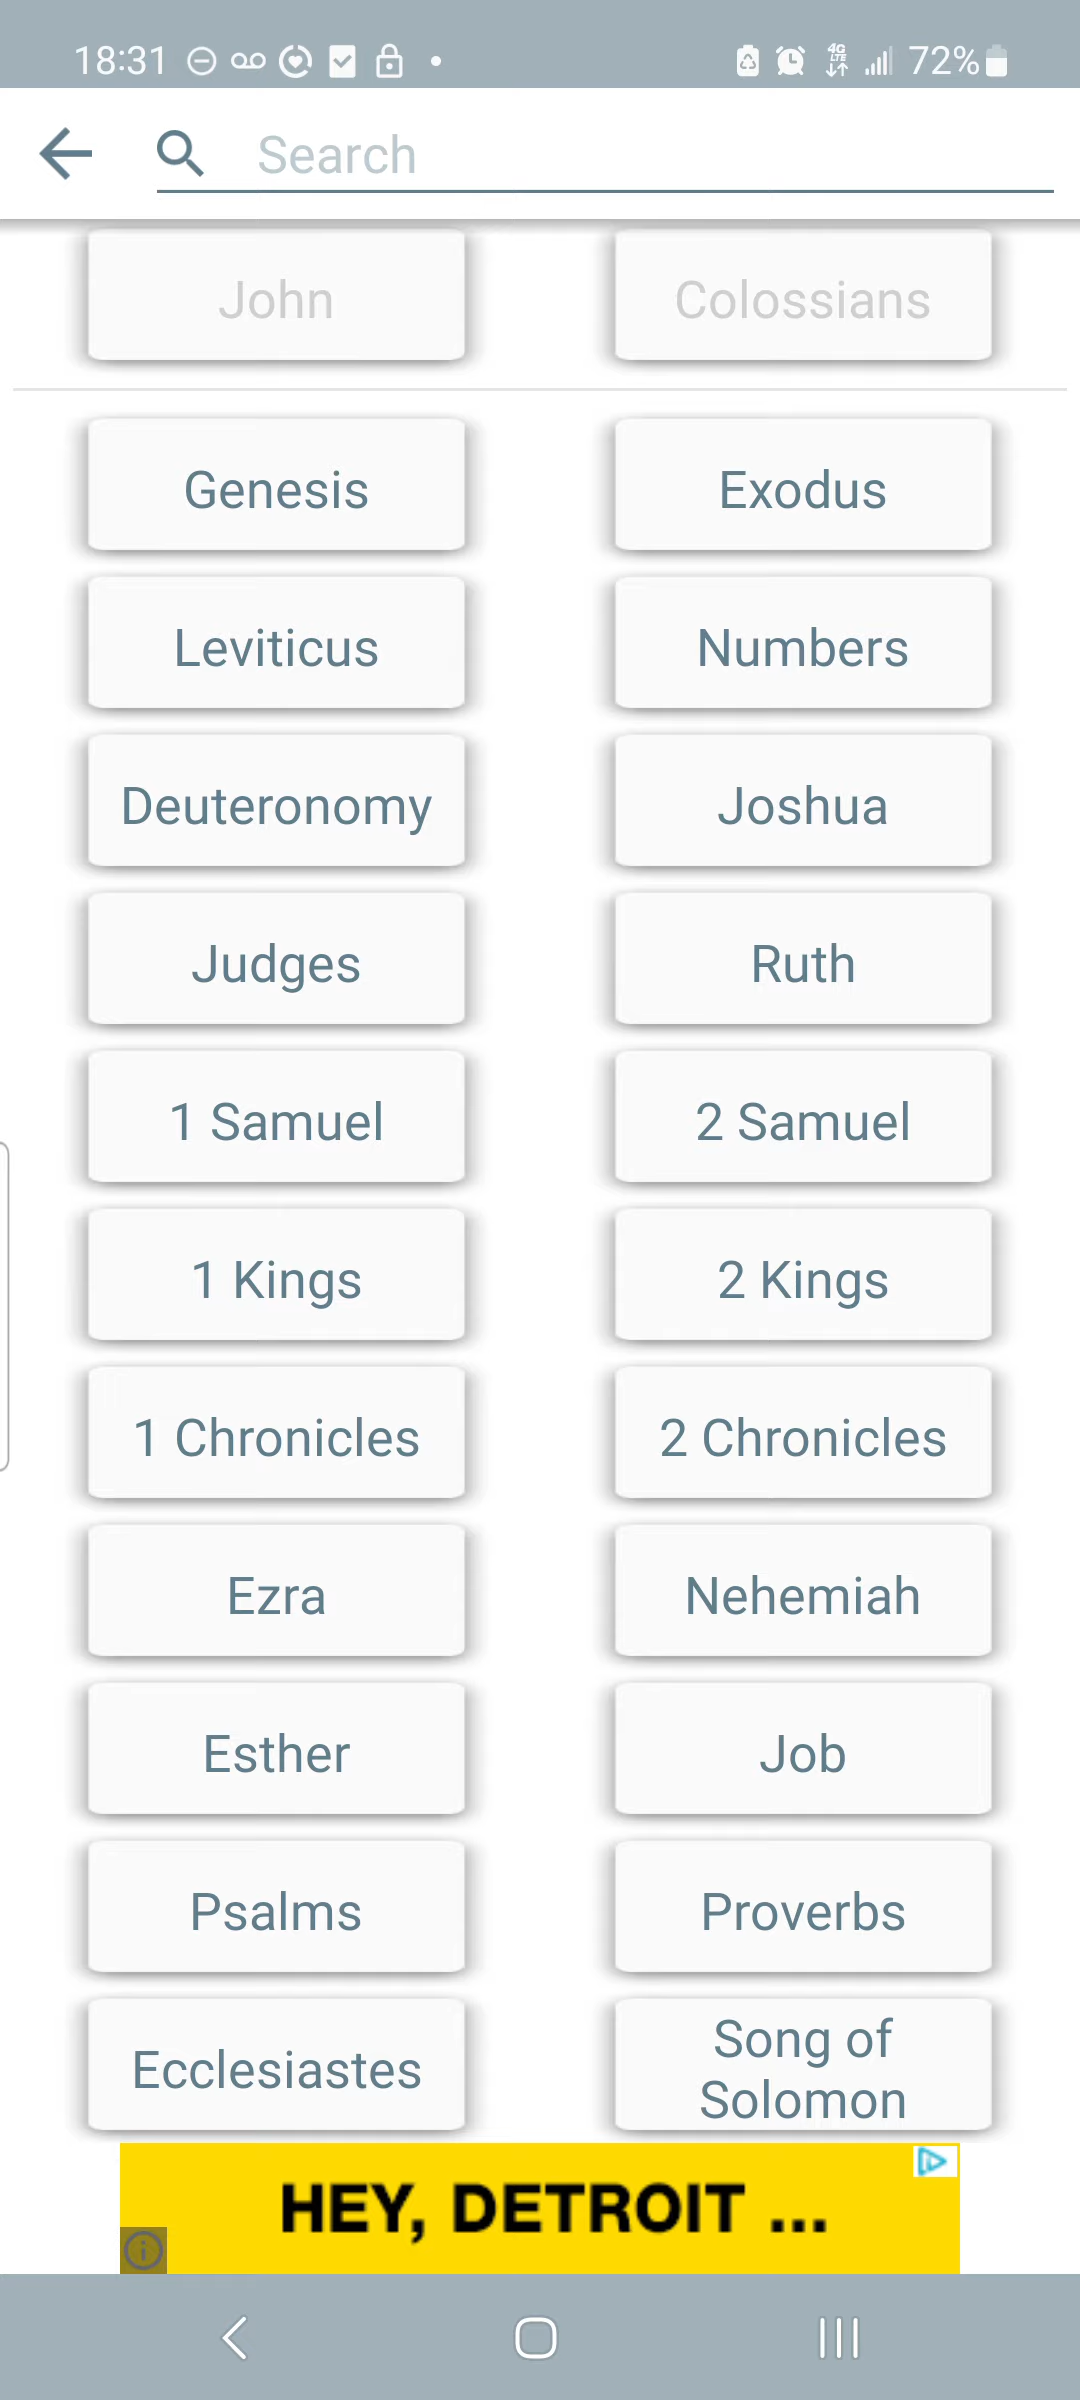 18:31
4G
LTE
72%
Search
John
Colossians
Genesis
Exodus
Leviticus
Numbers
Deuteronomy
Joshua
Judges
Ruth
1 Samuel
2 Samuel
1 Kings
2 Kings
1 Chronicles
2 Chronicles
Ezra
Nehemiah
Esther
Job
Psalms
Proverbs
Ecclesiastes
Song of
Solomon
HEY, DETROIT ...